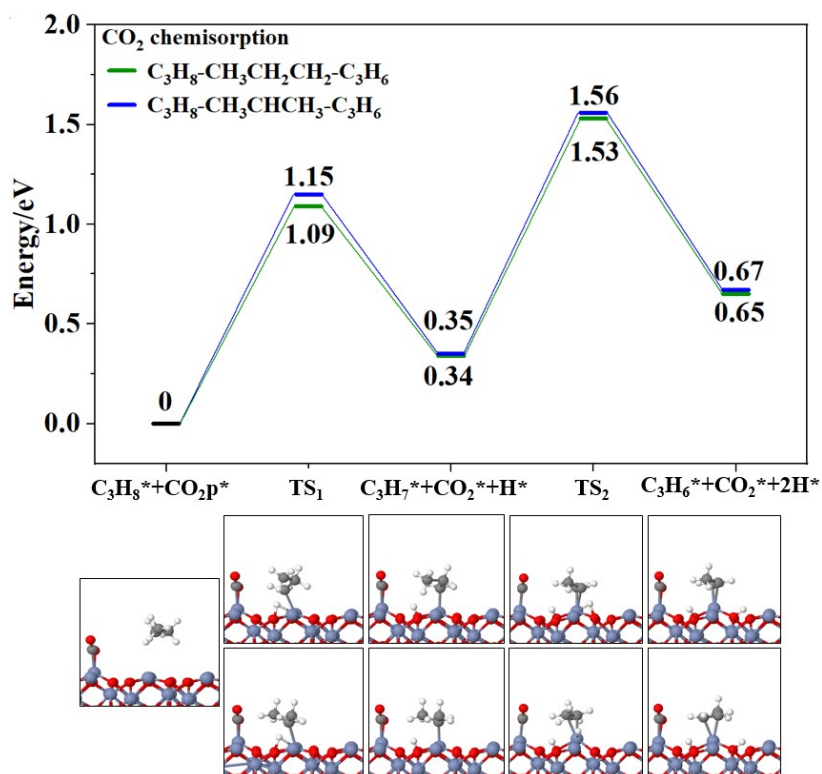 2.0
CO₂ chemisorption
C₃H₈-CH₃CH₂CH₂-C₃H₆
C₃H₈-CH₃CHCH₃-C₃H₆
1.56
1.5
1.53
1.15
1.09
1.0
Energy/eV
0.67
0.65
0.5
0.35
0.34
0
0.0
C₃H₈*+CO₂p* TS₁ C₃H₇*+CO₂*+H* TS₂ C₃H₆*+CO₂*+2H*